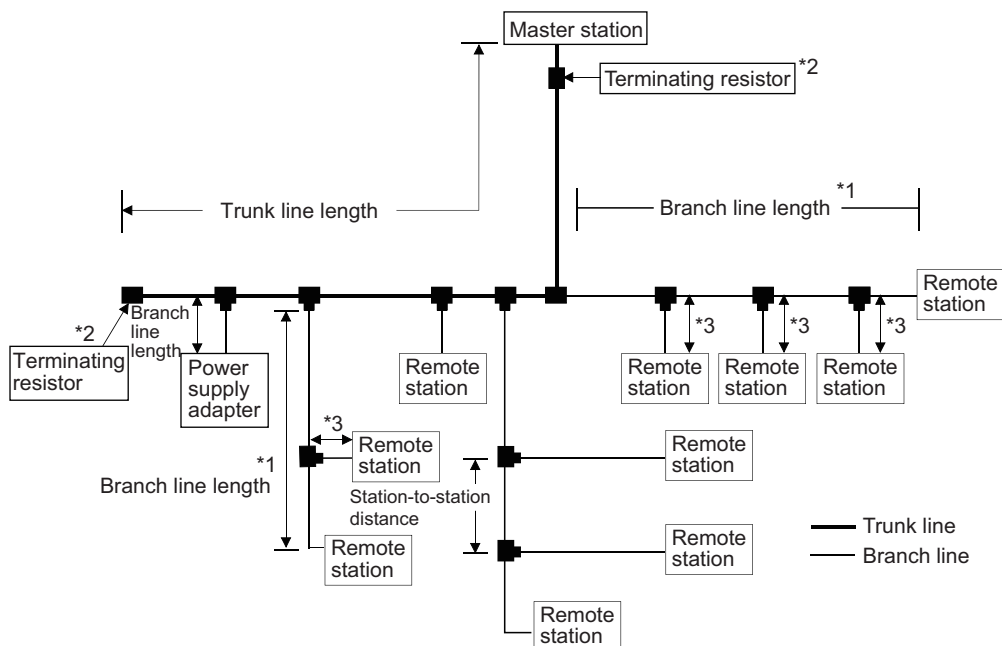 Master station
Terminating resistor *2
Trunk line length
Branch line length *1
Remote
station
*2
Branch
line
length
Terminating
resistor
Power
supply
adapter
Remote
station
*3
Remote
station
*3
Remote
station
*3
Remote
station
*3
Remote
station
*1
Branch line length
Station-to-station
distance
Remote
station
Remote
station
Remote
station
Remote
station
Trunk line
Branch line